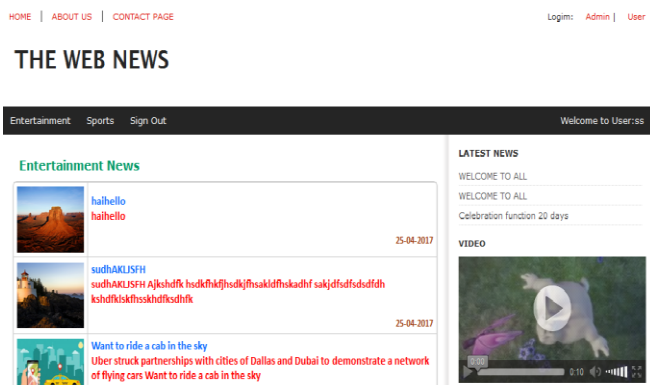 HOME | ABOUT US | CONTACT PAGE
Logim: Admin | User
THE WEB NEWS
Entertainment Sports Sign Out
Welcome to User:ss
Entertainment News
haihello
haihello
25-04-2017
sudhAKLJSFH
sudhAKLJSFH Ajkshdfk hsdkfhkfjhsdkjfhsakldfhskadhf sakjdfsdfsdsdfdh
kshdfklskfhsskhdfksdhfk
25-04-2017
Want to ride a cab in the sky
Uber struck partnerships with cities of Dallas and Dubai to demonstrate a network
of flying cars Want to ride a cab in the sky
LATEST NEWS
WELCOME TO ALL
WELCOME TO ALL
Celebration function 20 days
VIDEO
0:00
0:10